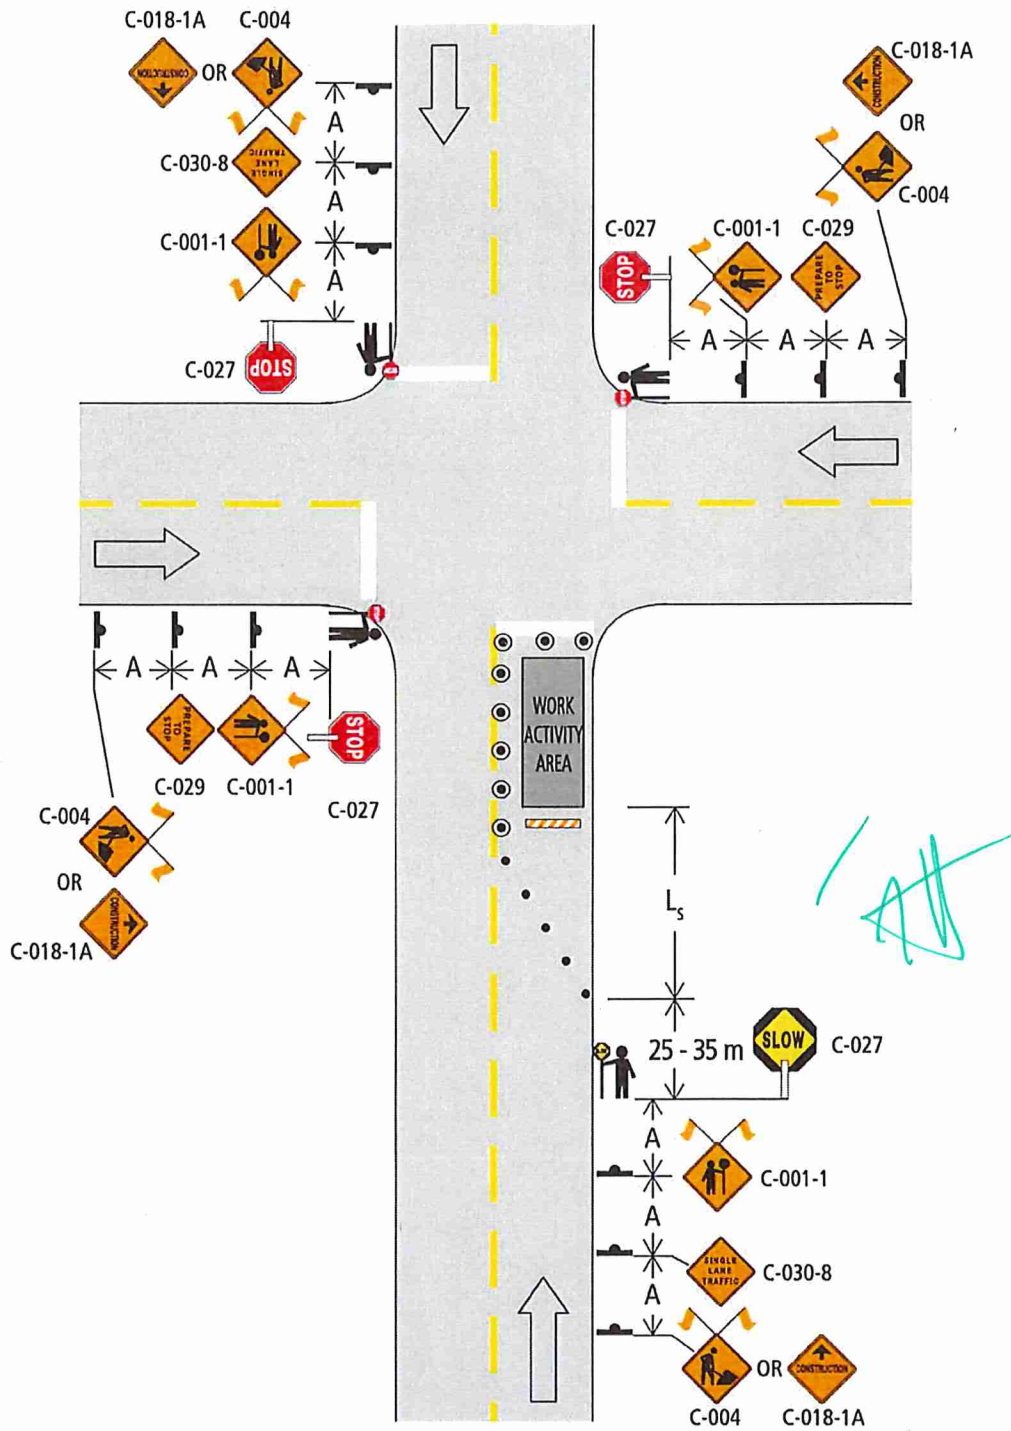 C-018-1A C-004
CONSTRUCTION OR
A
C-030-8 SINGLE LANE TRAFFIC
A
C-001-1
A
C-027 STOP
C-018-1A
CONSTRUCTION
OR
C-004
C-027 C-001-1 C-029
STOP PREPARE TO STOP
A A A
A A A
PREPARE TO STOP STOP
C-029 C-001-1
C-027
C-004
OR
CONSTRUCTION
C-018-1A
WORK
ACTIVITY
AREA
Ls
25 - 35 m SLOW C-027
A
C-001-1
A
SINGLE
LANE
TRAFFIC
C-030-8
A
OR CONSTRUCTION
C-004 C-018-1A